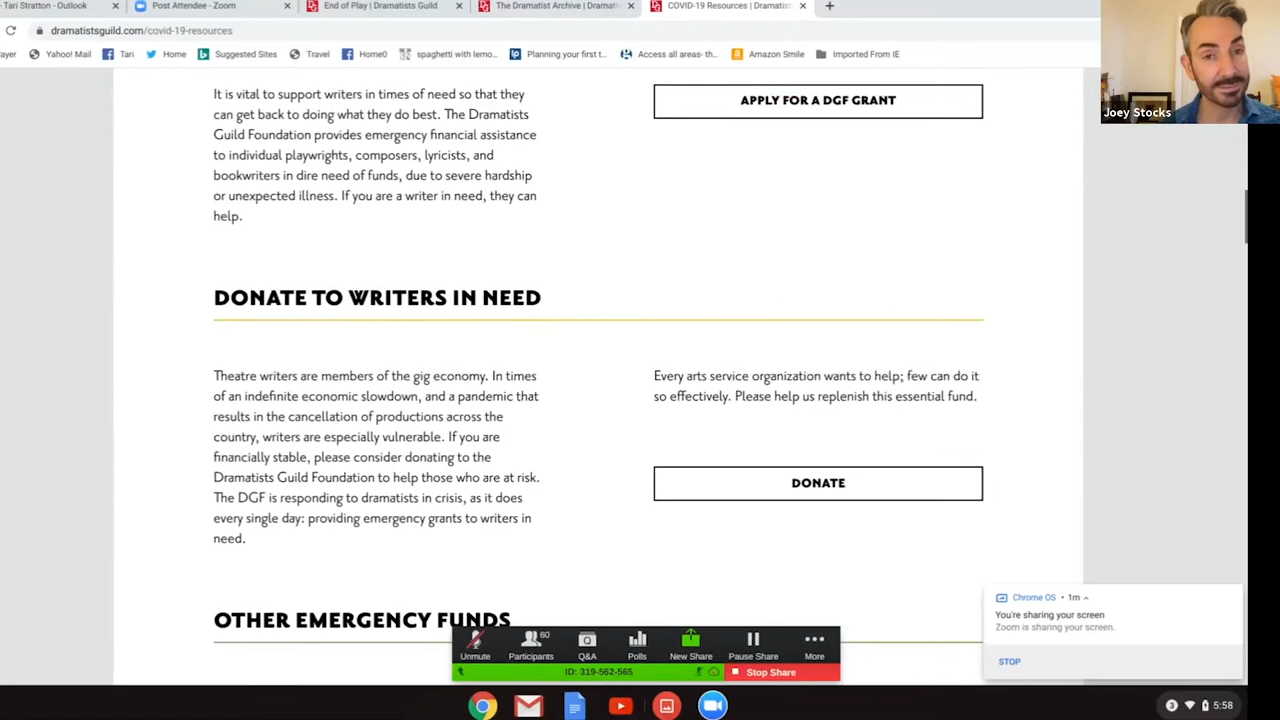 - Tari Stratton - Outlook
Post Attendee - Zoom
End of Play | Dramatists Guild
The Dramatist Archive | Dramati
COVID-19 Resources | Dramatist
dramatistsguild.com/covid-19-resources
ayer
Yahoo! Mail
Tari
Home
Suggested Sites
Travel
Home0
spaghetti with lemo...
Planning your first t...
Access all areas- th...
Amazon Smile
Imported From IE
Joey Stocks
It is vital to support writers in times of need so that they
can get back to doing what they do best. The Dramatists
Guild Foundation provides emergency financial assistance
to individual playwrights, composers, lyricists, and
bookwriters in dire need of funds, due to severe hardship
or unexpected illness. If you are a writer in need, they can
help.
APPLY FOR A DGF GRANT
DONATE TO WRITERS IN NEED
Theatre writers are members of the gig economy. In times
of an indefinite economic slowdown, and a pandemic that
results in the cancellation of productions across the
country, writers are especially vulnerable. If you are
financially stable, please consider donating to the
Dramatists Guild Foundation to help those who are at risk.
The DGF is responding to dramatists in crisis, as it does
every single day: providing emergency grants to writers in
need.
Every arts service organization wants to help; few can do it
so effectively. Please help us replenish this essential fund.
DONATE
OTHER EMERGENCY FUNDS
Chrome OS • 1m
You're sharing your screen
Zoom is sharing your screen.
STOP
60
Unmute
Participants
Q&A
Polls
New Share
Pause Share
More
ID: 319-562-565
Stop Share
3
5:58